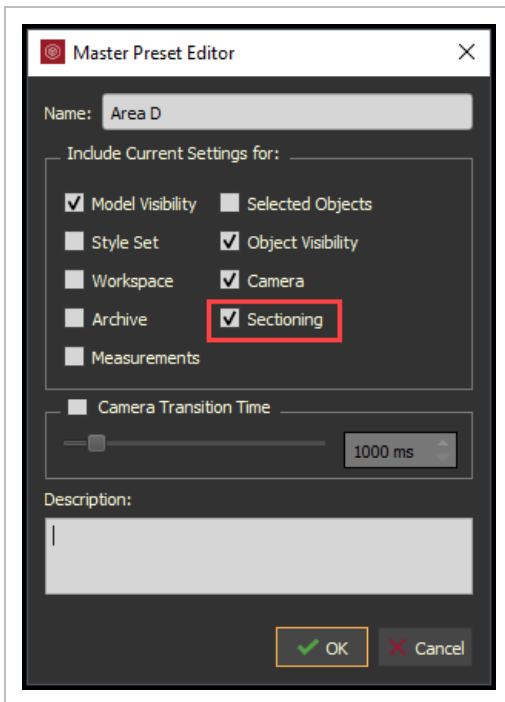 Master Preset Editor
Name: Area D
Include Current Settings for:
Model Visibility Selected Objects
Style Set Object Visibility
Workspace Camera
Archive Sectioning
Measurements
Camera Transition Time
1000 ms
Description:
OK Cancel